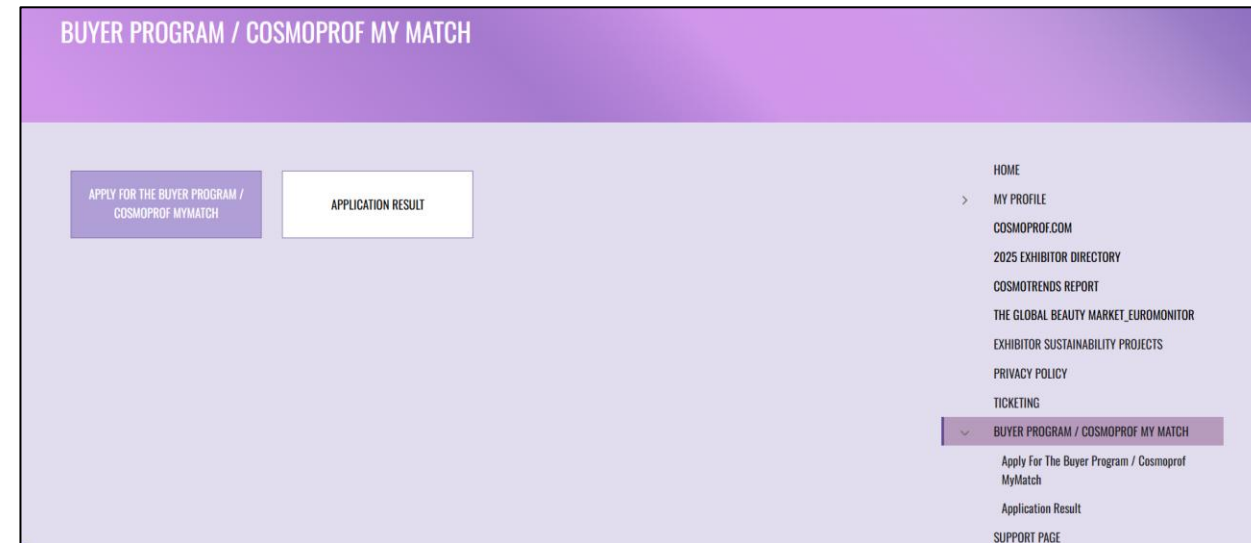 BUYER PROGRAM / COSMOPROF MY MATCH
APPLY FOR THE BUYER PROGRAM /
COSMOPROF MYMATCH
APPLICATION RESULT
HOME
MY PROFILE
COSMOPROF.COM
2025 EXHIBITOR DIRECTORY
COSMOTRENDS REPORT
THE GLOBAL BEAUTY MARKET_EUROMONITOR
EXHIBITOR SUSTAINABILITY PROJECTS
PRIVACY POLICY
TICKETING
BUYER PROGRAM / COSMOPROF MY MATCH
Apply For The Buyer Program / Cosmoprof
MyMatch
Application Result
SUPPORT PAGE